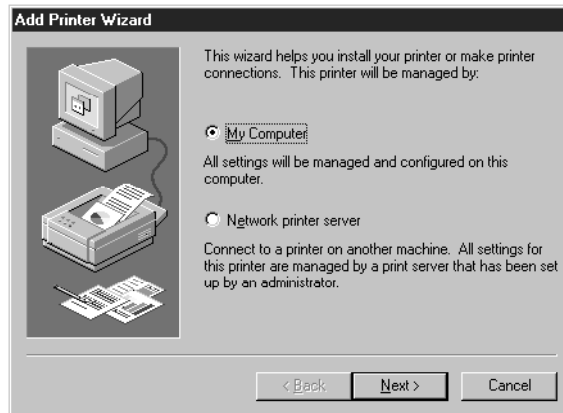 Add Printer Wizard
This wizard helps you install your printer or make printer
connections. This printer will be managed by:
My Computer
All settings will be managed and configured on this
computer.
Network printer server
Connect to a printer on another machine. All settings for
this printer are managed by a print server that has been set
up by an administrator.
< Back
Next >
Cancel